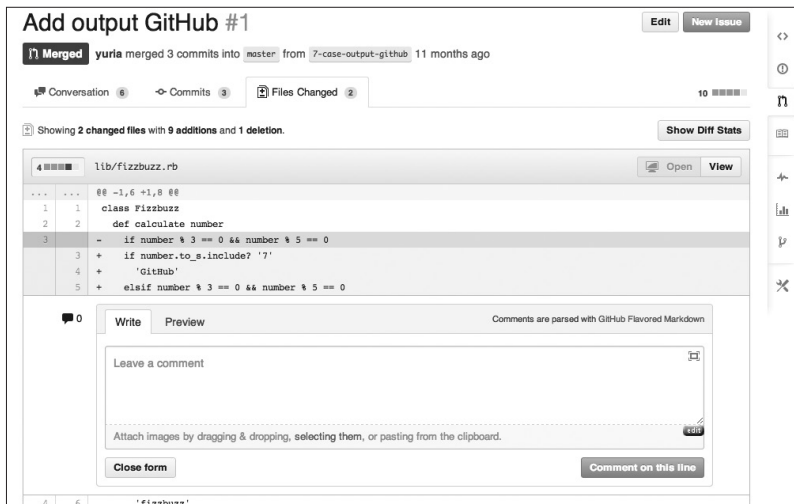 Add output GitHub #1
Edit
New Issue
Merged yuria merged 3 commits into master from 7-case-output-github 11 months ago
Conversation 6
Commits 3
Files Changed 2
10
Showing 2 changed files with 9 additions and 1 deletion.
Show Diff Stats
4
lib/fizzbuzz.rb
Open
View
... ... @@ -1,6 +1,8 @@
1 1 class Fizzbuzz
2 2 def calculate number
3 - if number % 3 == 0 && number % 5 == 0
3 + if number.to_s.include? '7'
4 + 'GitHub'
5 + elsif number % 3 == 0 && number % 5 == 0
0
Write
Preview
Comments are parsed with GitHub Flavored Markdown
Leave a comment
edit
Attach images by dragging & dropping, selecting them, or pasting from the clipboard.
Close form
Comment on this line
4 6 'fizzbuzz'